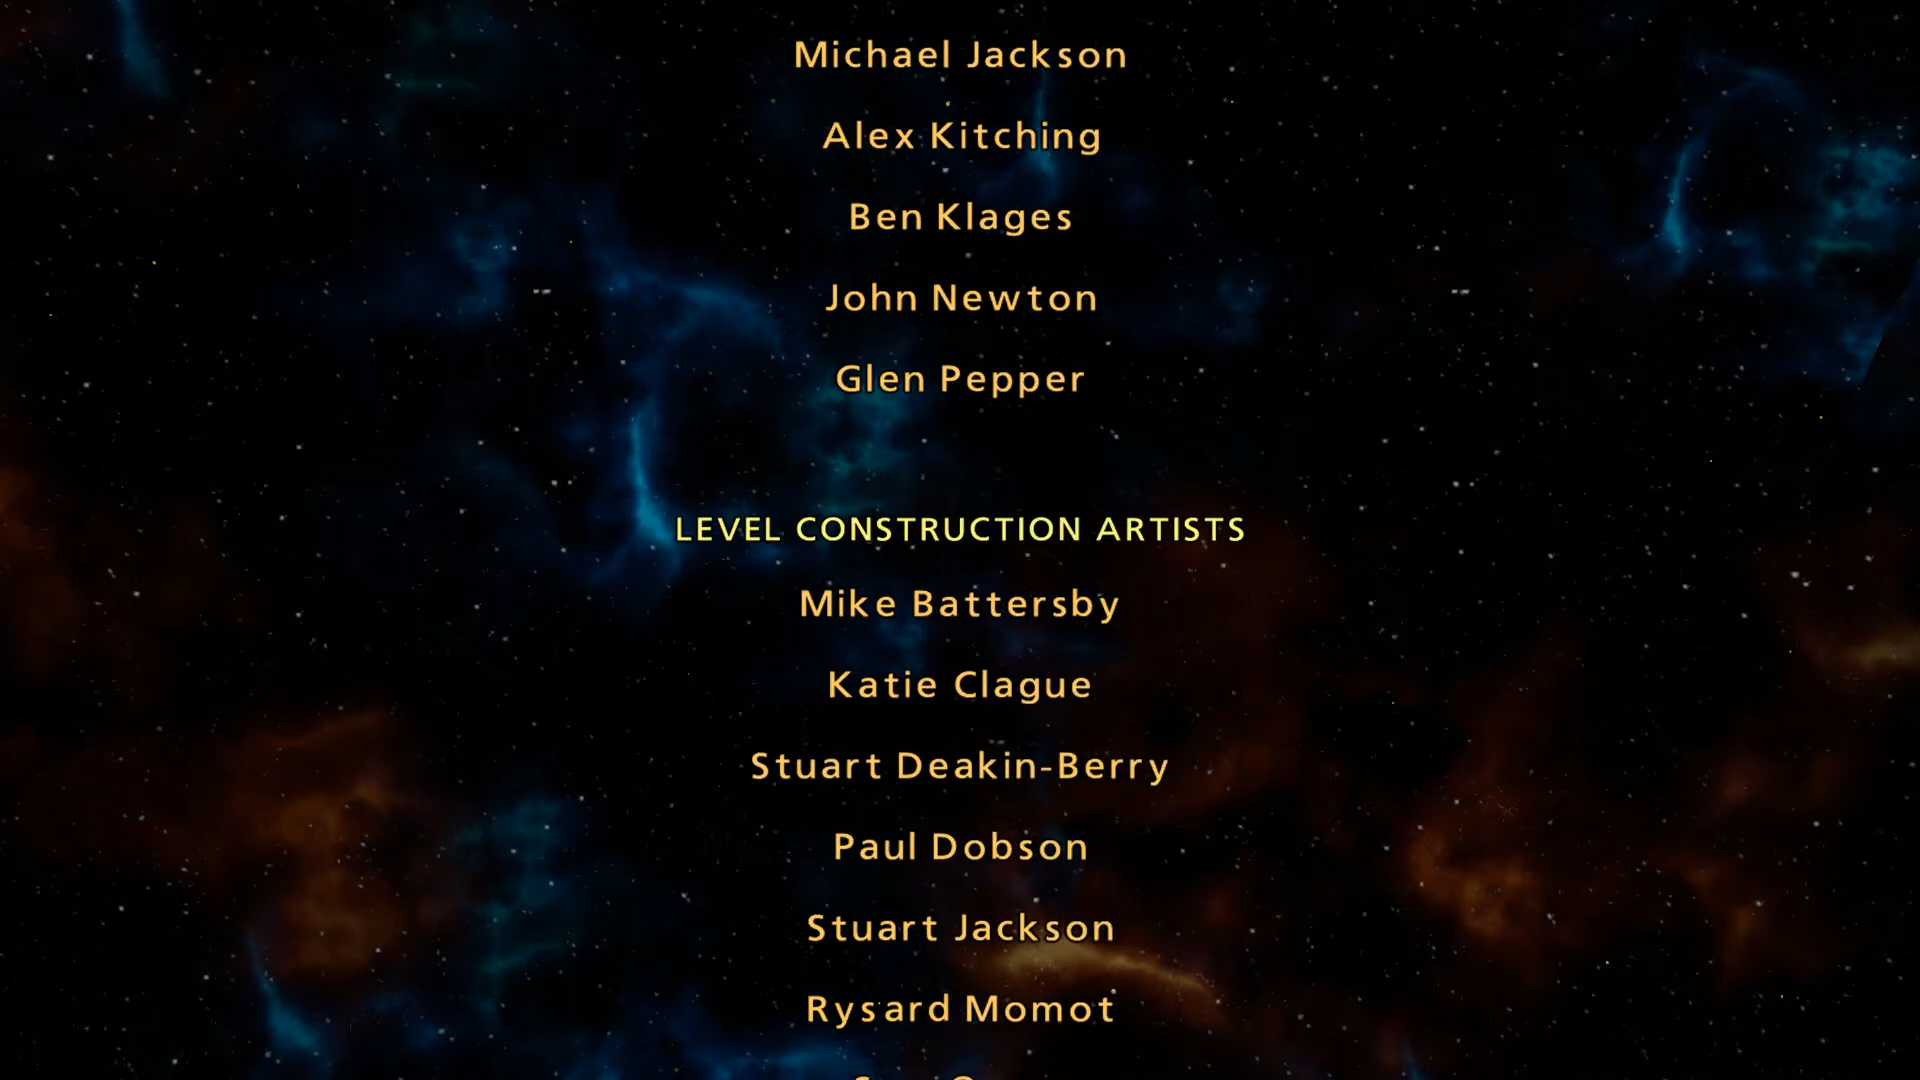 Michael Jackson
Alex Kitching
Ben Klages
John Newton
Glen Pepper
LEVEL CONSTRUCTION ARTISTS
Mike Battersby
Katie Clague
Stuart Deakin-Berry
Paul Dobson
Stuart Jackson
Rysard Momot